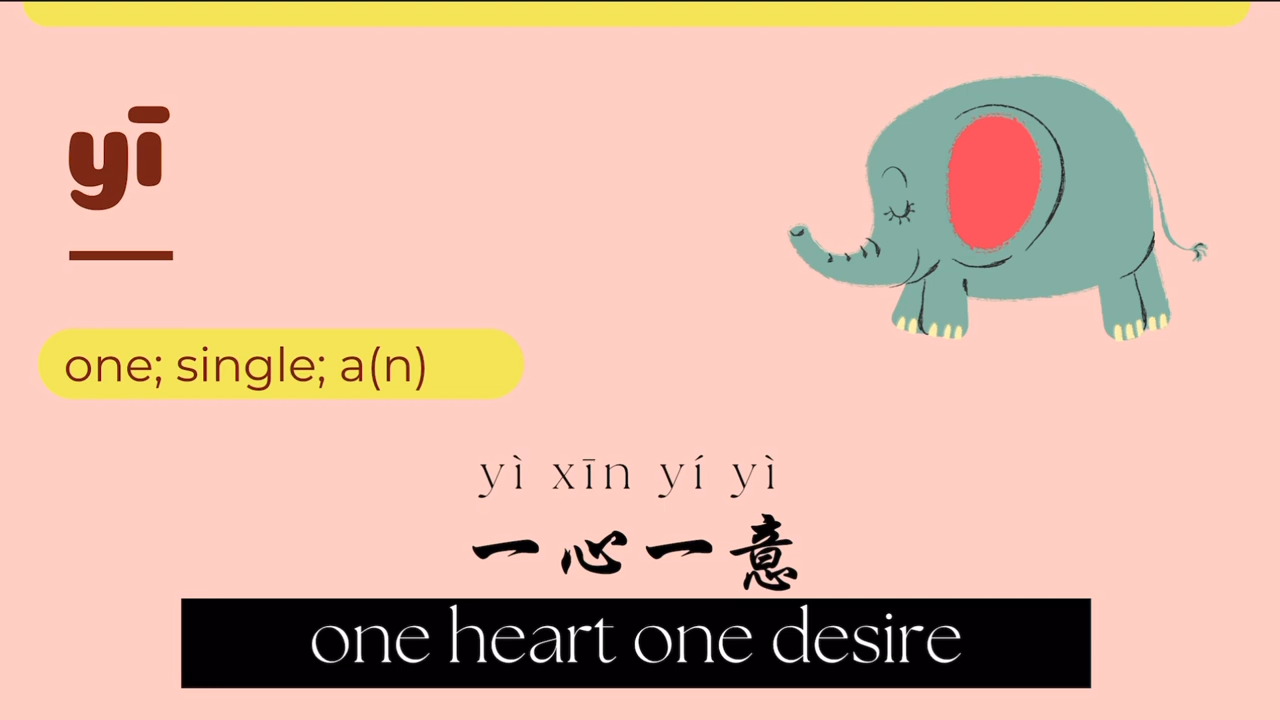 yī
一
one; single; a(n)
yì xīn yí yì
一心一意
one heart one desire